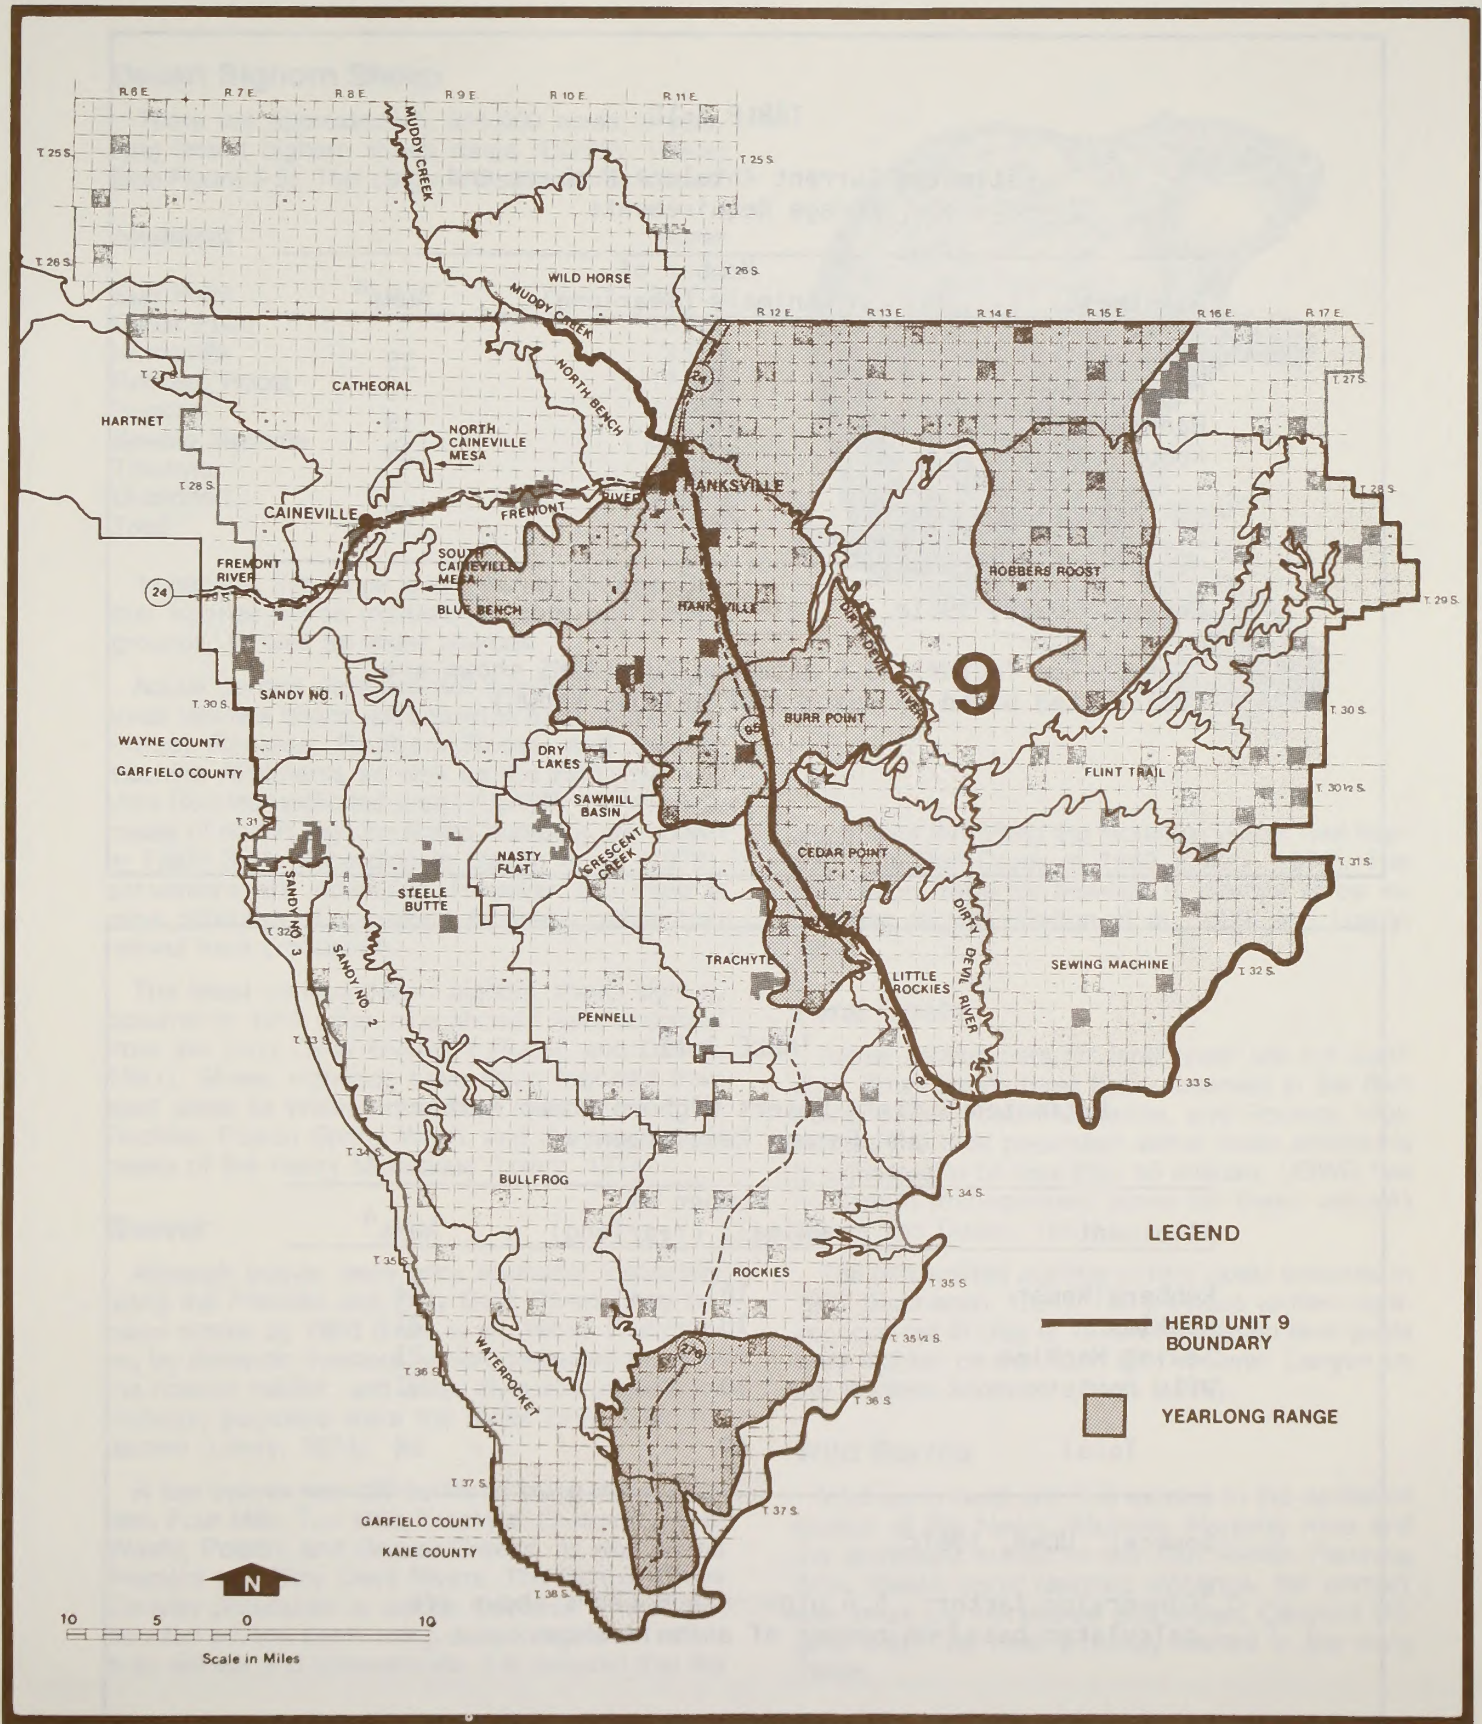 R.6 E.
R.7 E.
R.8 E.
R.9 E.
R.10 E.
R.11 E.
T. 25 S.
T. 25 S.
MUDDY CREEK
T. 26 S.
T. 26 S.
WILD HORSE
MUDDY CREEK
R. 12 E.
R. 13 E.
R. 14 E.
R. 15 E.
R. 16 E.
R. 17 E.
24
T. 27 S.
CATHEDRAL
NORTH BENCH
HARTNET
NORTH
CAINEVILLE
MESA
T. 28 S.
T. 28 S.
HANKSVILLE
RIVER
FREMONT
CAINEVILLE
SOUTH
CAINEVILLE
MESA
FREMONT
RIVER
24
T. 29 S.
T. 29 S.
BLUE BENCH
HANKSVILLE
ROBBERS ROOST
DIRTY DEVIL RIVER
9
SANDY NO. 1
T. 30 S.
T. 30 S.
95
BURR POINT
WAYNE COUNTY
GARFIELD COUNTY
DRY
LAKES
FLINT TRAIL
T. 30 1/2 S.
SAWMILL
BASIN
T. 31
T. 31 S.
CEDAR POINT
NASTY
FLAT
CRESCENT
CREEK
STEELE
BUTTE
SANDY NO. 3
T. 32
DIRTY DEVIL RIVER
SANDY NO. 2
TRACHYTE
LITTLE
ROCKIES
SEWING MACHINE
T. 32 S.
PENNELL
T. 33 S.
T. 33 S.
T. 34 S.
BULLFROG
T. 34 S.
LEGEND
T. 35 S.
ROCKIES
T. 35 S.
HERD UNIT 9
BOUNDARY
T. 35 1/2 S.
276
WATERPOCKET
T. 36 S.
T. 36 S.
YEARLONG RANGE
T. 37 S.
T. 37 S.
GARFIELD COUNTY
KANE COUNTY
N
T. 38 S.
10 5 0 10
Scale in Miles